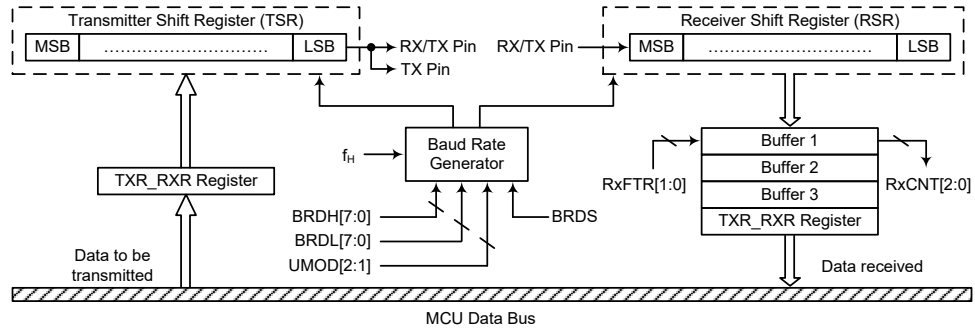 Transmitter Shift Register (TSR)
MSB ........................... LSB
RX/TX Pin
TX Pin
Receiver Shift Register (RSR)
RX/TX Pin
MSB ........................... LSB
Baud Rate
Generator
fH
BRDH[7:0]
BRDL[7:0]
UMOD[2:1]
BRDS
TXR_RXR Register
Data to be
transmitted
Buffer 1
Buffer 2
Buffer 3
TXR_RXR Register
RxFTR[1:0]
RxCNT[2:0]
Data received
MCU Data Bus